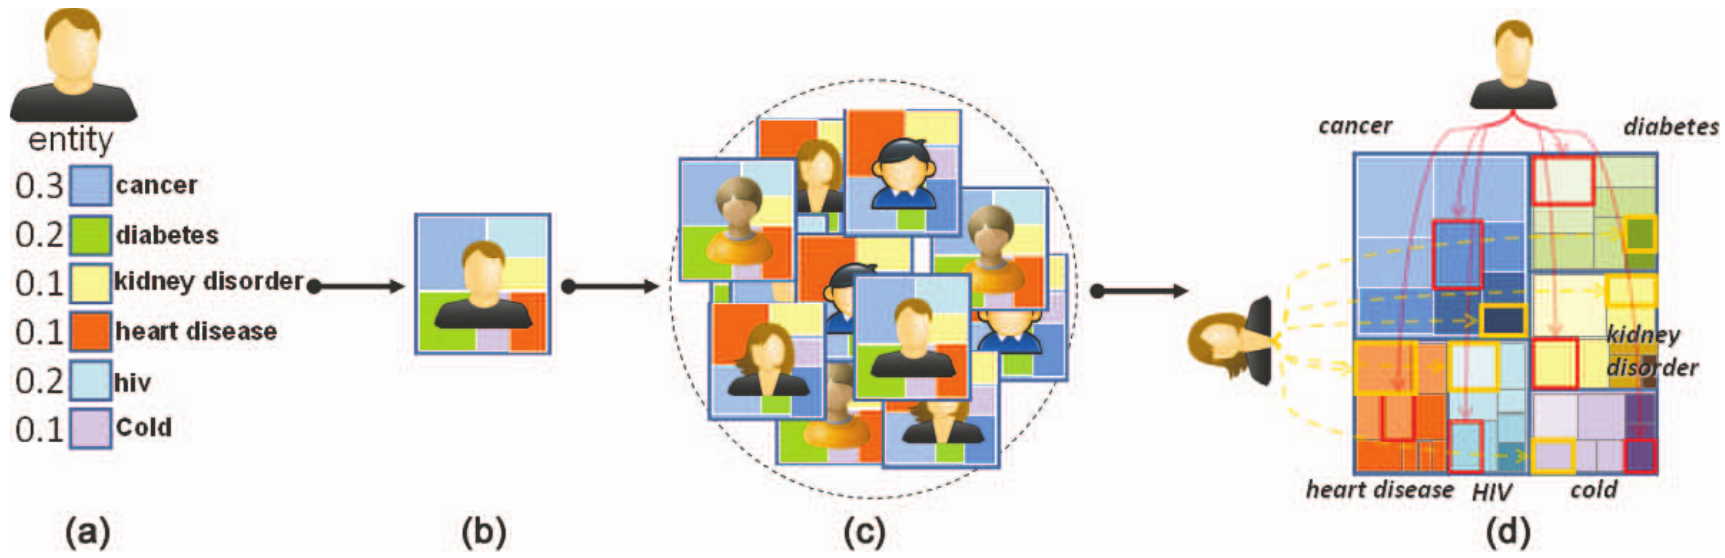 entity
0.3 cancer
0.2 diabetes
0.1 kidney disorder
0.1 heart disease
0.2 hiv
0.1 Cold
cancer
diabetes
kidney
disorder
heart disease
HIV
cold
(a)
(b)
(c)
(d)